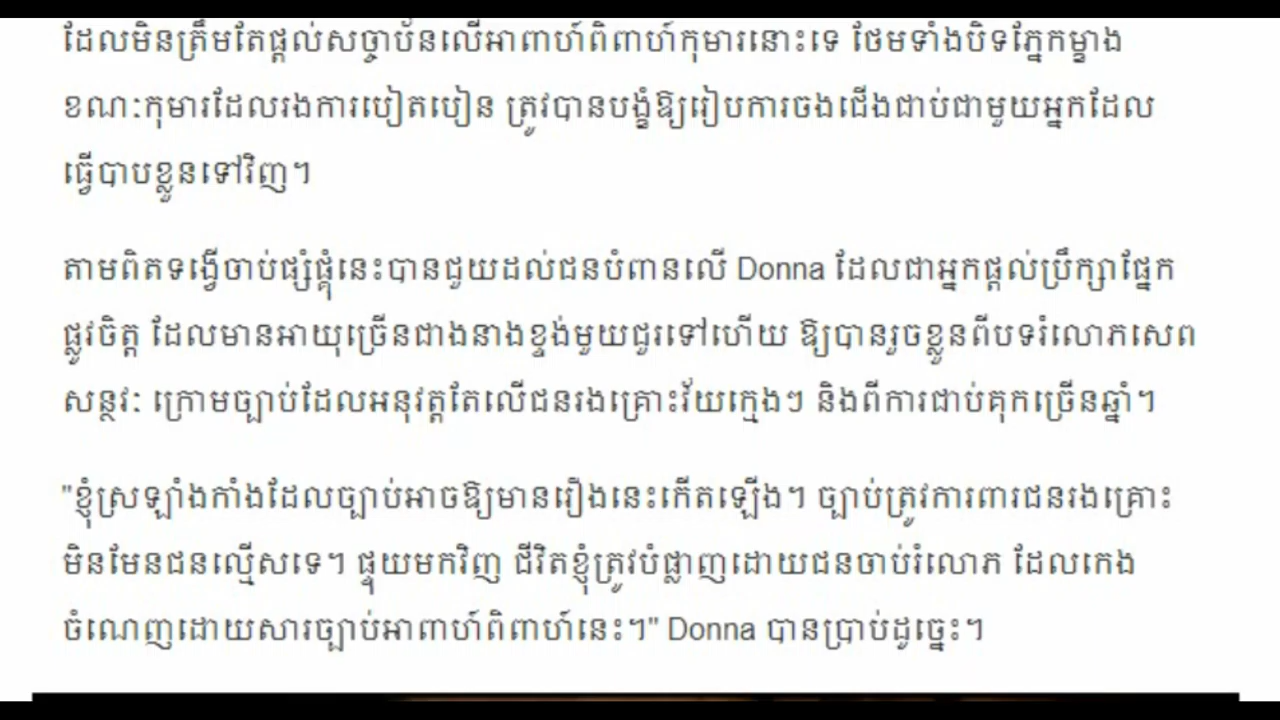 ដែលមិនត្រឹមតែផ្តល់សច្ចាប័នលើអាពាហ៍ពិពាហ៍កុមារនោះទេ ថែមទាំងបិទភ្នែកម្ខាង
ខណៈកុមារដែលរងការបៀតបៀន ត្រូវបានបង្ខំឱ្យរៀបការចងជើងជាប់ជាមួយអ្នកដែល
ធ្វើបាបខ្លួនទៅវិញ។
តាមពិតទង្វើចាប់ផ្សំផ្គុំនេះបានជួយដល់ជនបំពានលើ Donna ដែលជាអ្នកផ្តល់ប្រឹក្សាផ្នែក
ផ្លូវចិត្ត ដែលមានអាយុច្រើនជាងនាងខ្ទង់មួយជួរទៅហើយ ឱ្យបានរួចខ្លួនពីបទរំលោភសេព
សន្ថវៈ ក្រោមច្បាប់ដែលអនុវត្តតែលើជនរងគ្រោះវ័យក្មេងៗ និងពីការជាប់គុកច្រើនឆ្នាំ។
"ខ្ញុំស្រឡាំងកាំងដែលច្បាប់អាចឱ្យមានរឿងនេះកើតឡើង។ ច្បាប់ត្រូវការពារជនរងគ្រោះ
មិនមែនជនល្មើសទេ។ ផ្ទុយមកវិញ ជីវិតខ្ញុំត្រូវបំផ្លាញដោយជនចាប់រំលោភ ដែលកេង
ចំណេញដោយសារច្បាប់អាពាហ៍ពិពាហ៍នេះ។" Donna បានប្រាប់ដូច្នេះ។